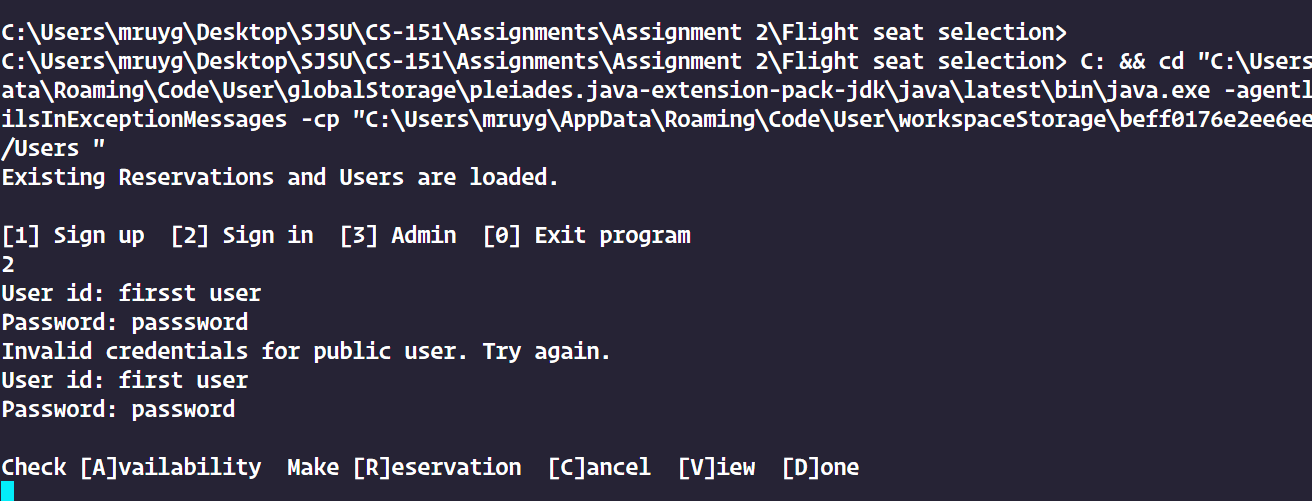 C:\Users\mruyg\Desktop\SJSU\CS-151\Assignments\Assignment 2\Flight seat selection>
C:\Users\mruyg\Desktop\SJSU\CS-151\Assignments\Assignment 2\Flight seat selection> C: && cd "C:\Users
ata\Roaming\Code\User\globalStorage\pleiades.java-extension-pack-jdk\java\latest\bin\java.exe -agentl
ilsInExceptionMessages -cp "C:\Users\mruyg\AppData\Roaming\Code\User\workspaceStorage\beff0176e2ee6ee
/Users "
Existing Reservations and Users are loaded.
[1] Sign up  [2] Sign in  [3] Admin  [0] Exit program
2
User id: firsst user
Password: passsword
Invalid credentials for public user. Try again.
User id: first user
Password: password
Check [A]vailability  Make [R]eservation  [C]ancel  [V]iew  [D]one